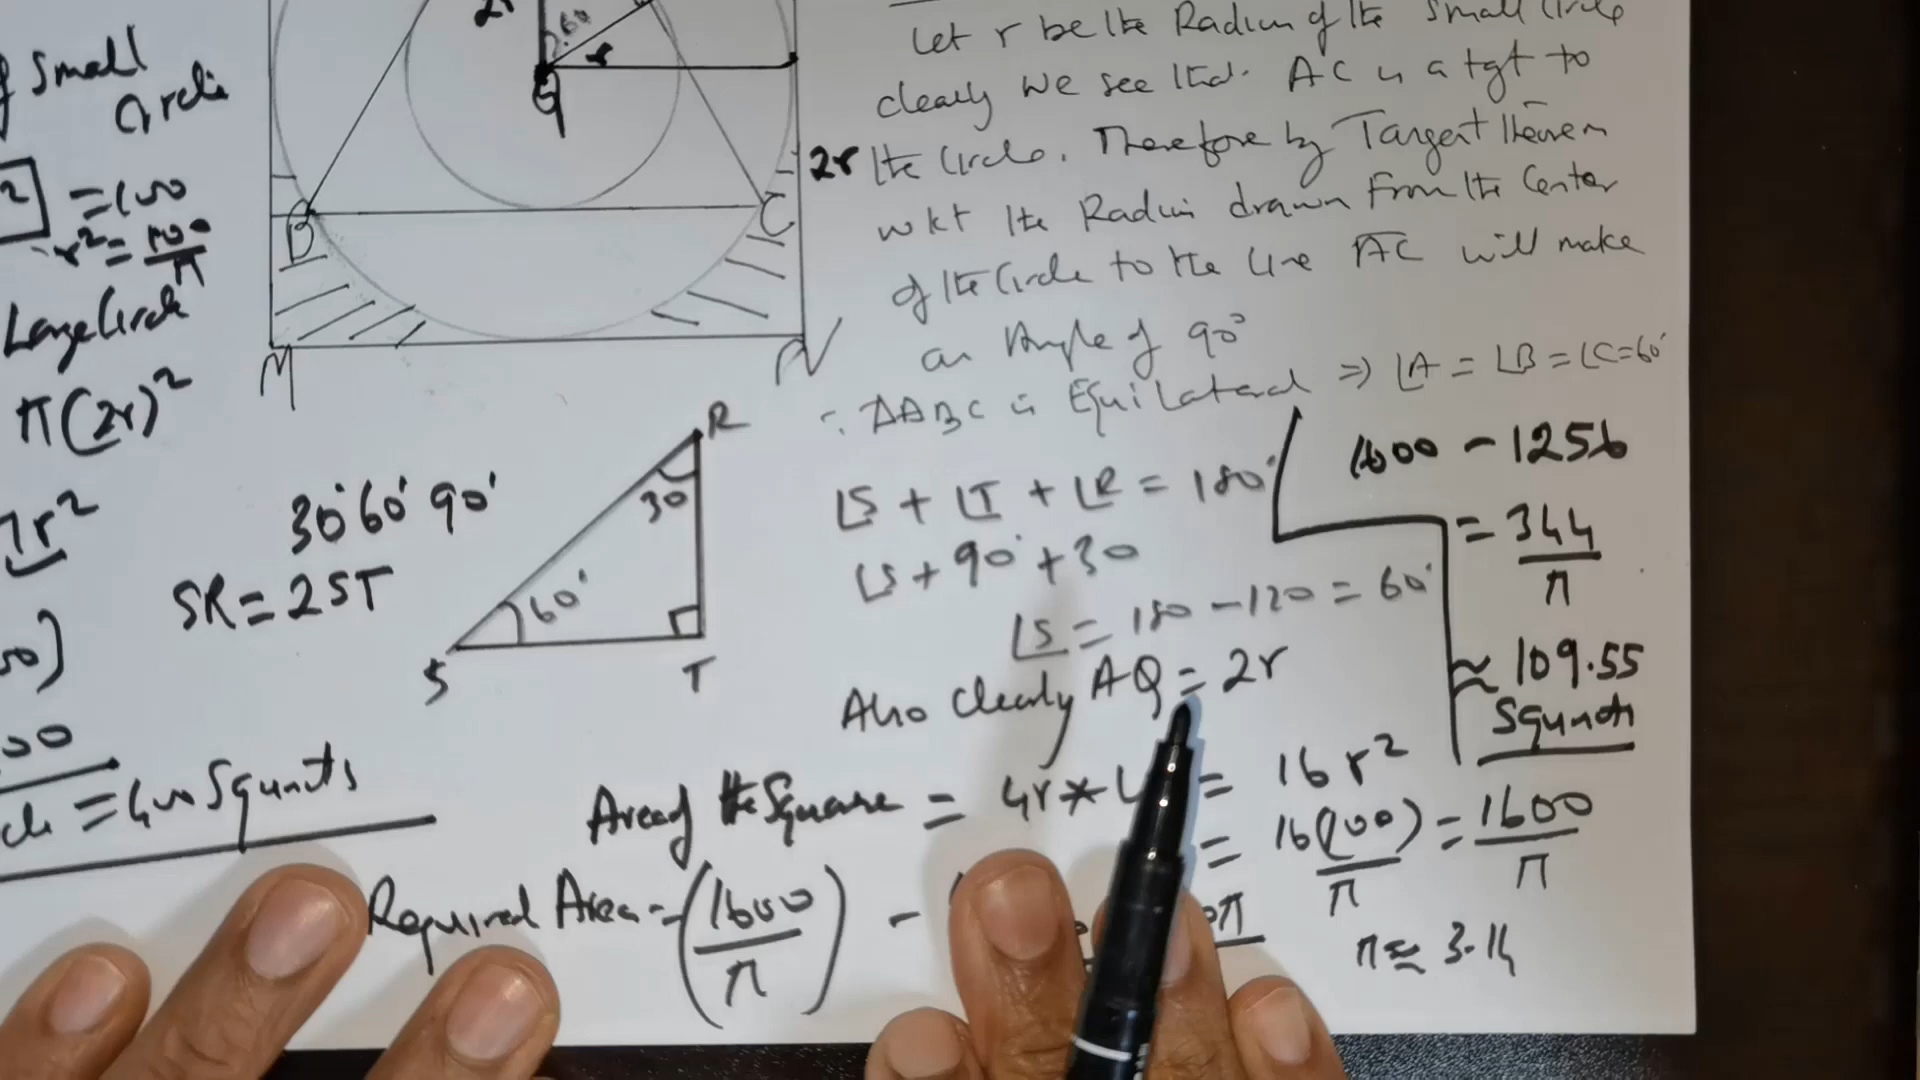 of small
Circle
2r
60
r
Q
2 = 100
r² = 100
π
Large Circle
π(2r)²
r²
00
= 400 Squnits
B
C
2r
M
N
Let r be the Radius of the Small Circle
clearly we see that AC is a tgt to
the Circle. Therefore by Tangent theorem
wkt the Radius drawn from the Center
of the Circle to the line AC will make
an Angle of 90°
∴ ΔABC is Equilateral ⇒ ∠A = ∠B = ∠C = 60°
30° 60° 90°
SR = 2ST
R
30
60°
S
T
∠S + ∠T + ∠R = 180°
∠S + 90° + 30
∠S = 180 - 120 = 60°
Also clearly AQ = 2r
1600 - 1256
= 344
π
≈ 109.55
Squnits
Area of the Square = 4r * = 16r²
= 16(100) = 1600
π π
Required Area = (1600) -
π
π ≈ 3.14